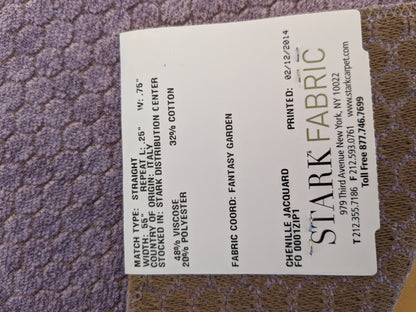 MATCH TYPE: STRAIGHT
WIDTH: 55" REPEAT L: .25" W: .75"
COUNTRY OF ORIGIN: ITALY
STOCKED IN: STARK DISTRIBUTION CENTER
48% VISCOSE 32% COTTON
20% POLYESTER
FABRIC COORD: FANTASY GARDEN
CHENILLE JACQUARD
FO 0001ZIP1 PRINTED: 02/12/2014
STARK FABRIC
979 Third Avenue New York, NY 10022
T 212.355.7186 F 212.593.0761 www.starkcarpet.com
Toll Free 877.746.7699